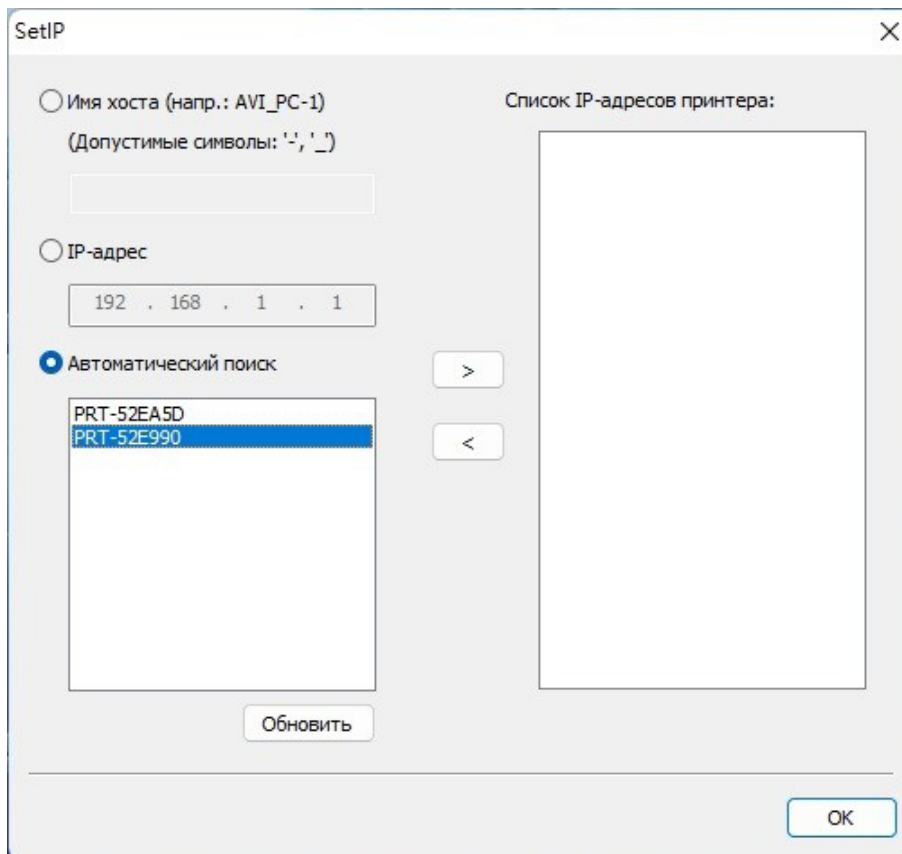 SetIP
Имя хоста (напр.: AVI_PC-1)
(Допустимые символы: '-', '_')
IP-адрес
192 . 168 . 1 . 1
Автоматический поиск
PRT-52EA5D
PRT-52E990
Обновить
>
<
Список IP-адресов принтера:
OK